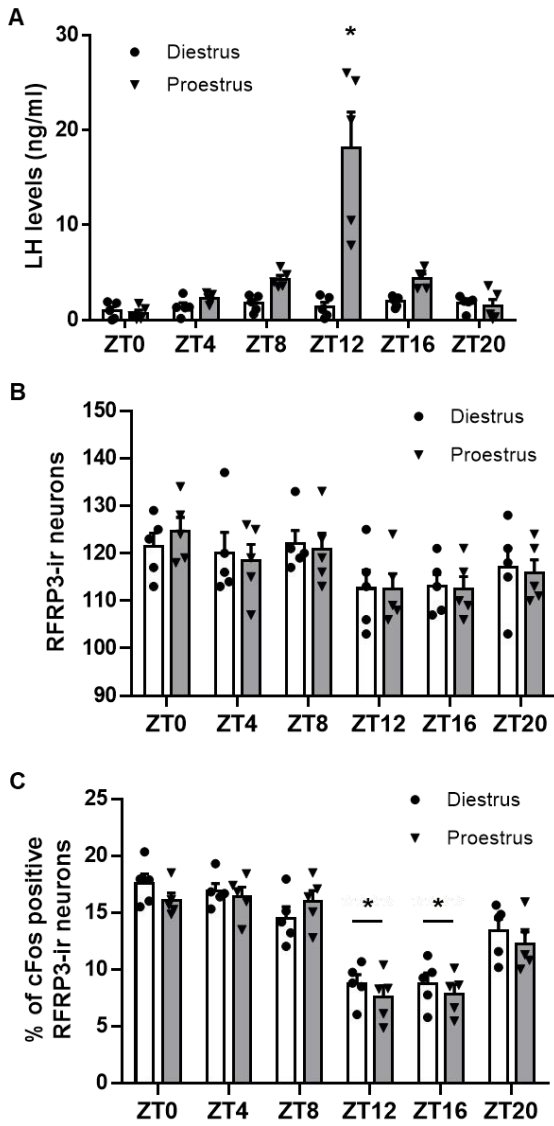 A
30
20
10
0
LH levels (ng/ml)
Diestrus
Proestrus
*
ZT0 ZT4 ZT8 ZT12 ZT16 ZT20
B
150
140
130
120
110
100
90
RFRP3-ir neurons
Diestrus
Proestrus
ZT0 ZT4 ZT8 ZT12 ZT16 ZT20
C
25
20
15
10
5
0
% of cFos positive
RFRP3-ir neurons
Diestrus
Proestrus
* *
ZT0 ZT4 ZT8 ZT12 ZT16 ZT20